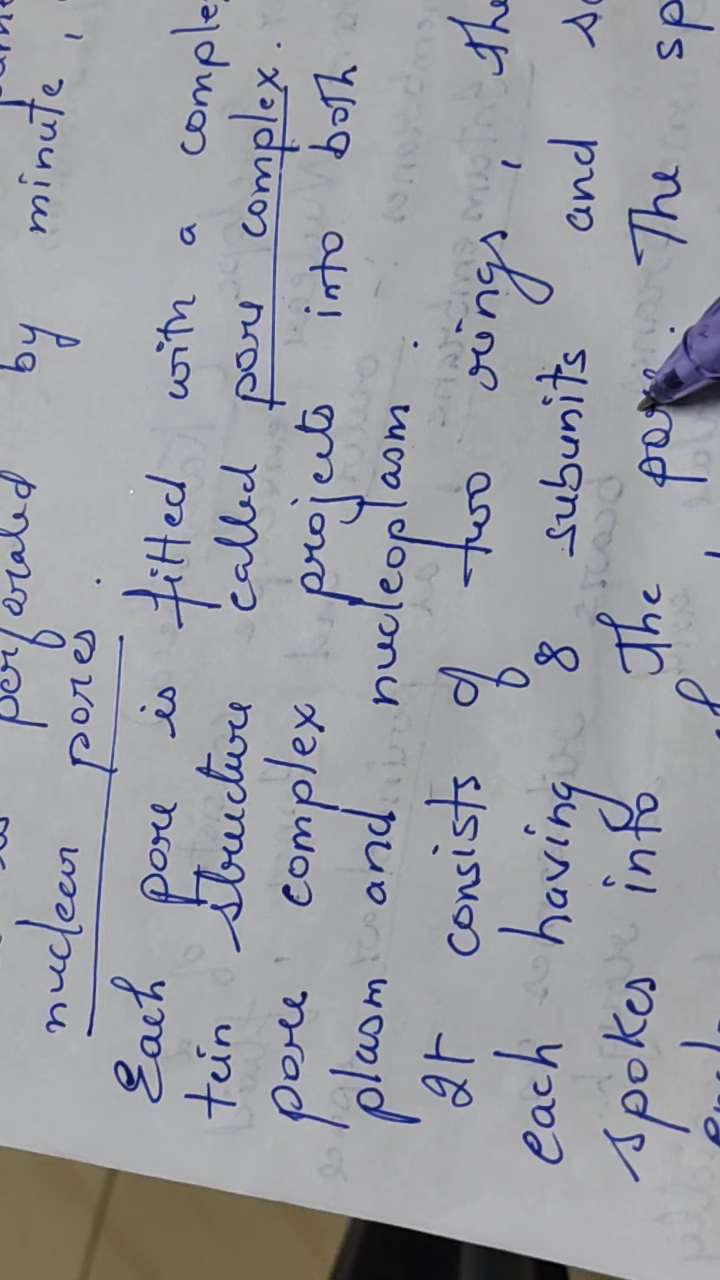 perforated by minute,
nuclear pores.
Each pore is fitted with a comple
tein structure called pore complex.
pore complex projects into both
plasm and nucleoplasm.
It consists of two rings, the
each having 8 subunits and s
spokes into The pore. The sp